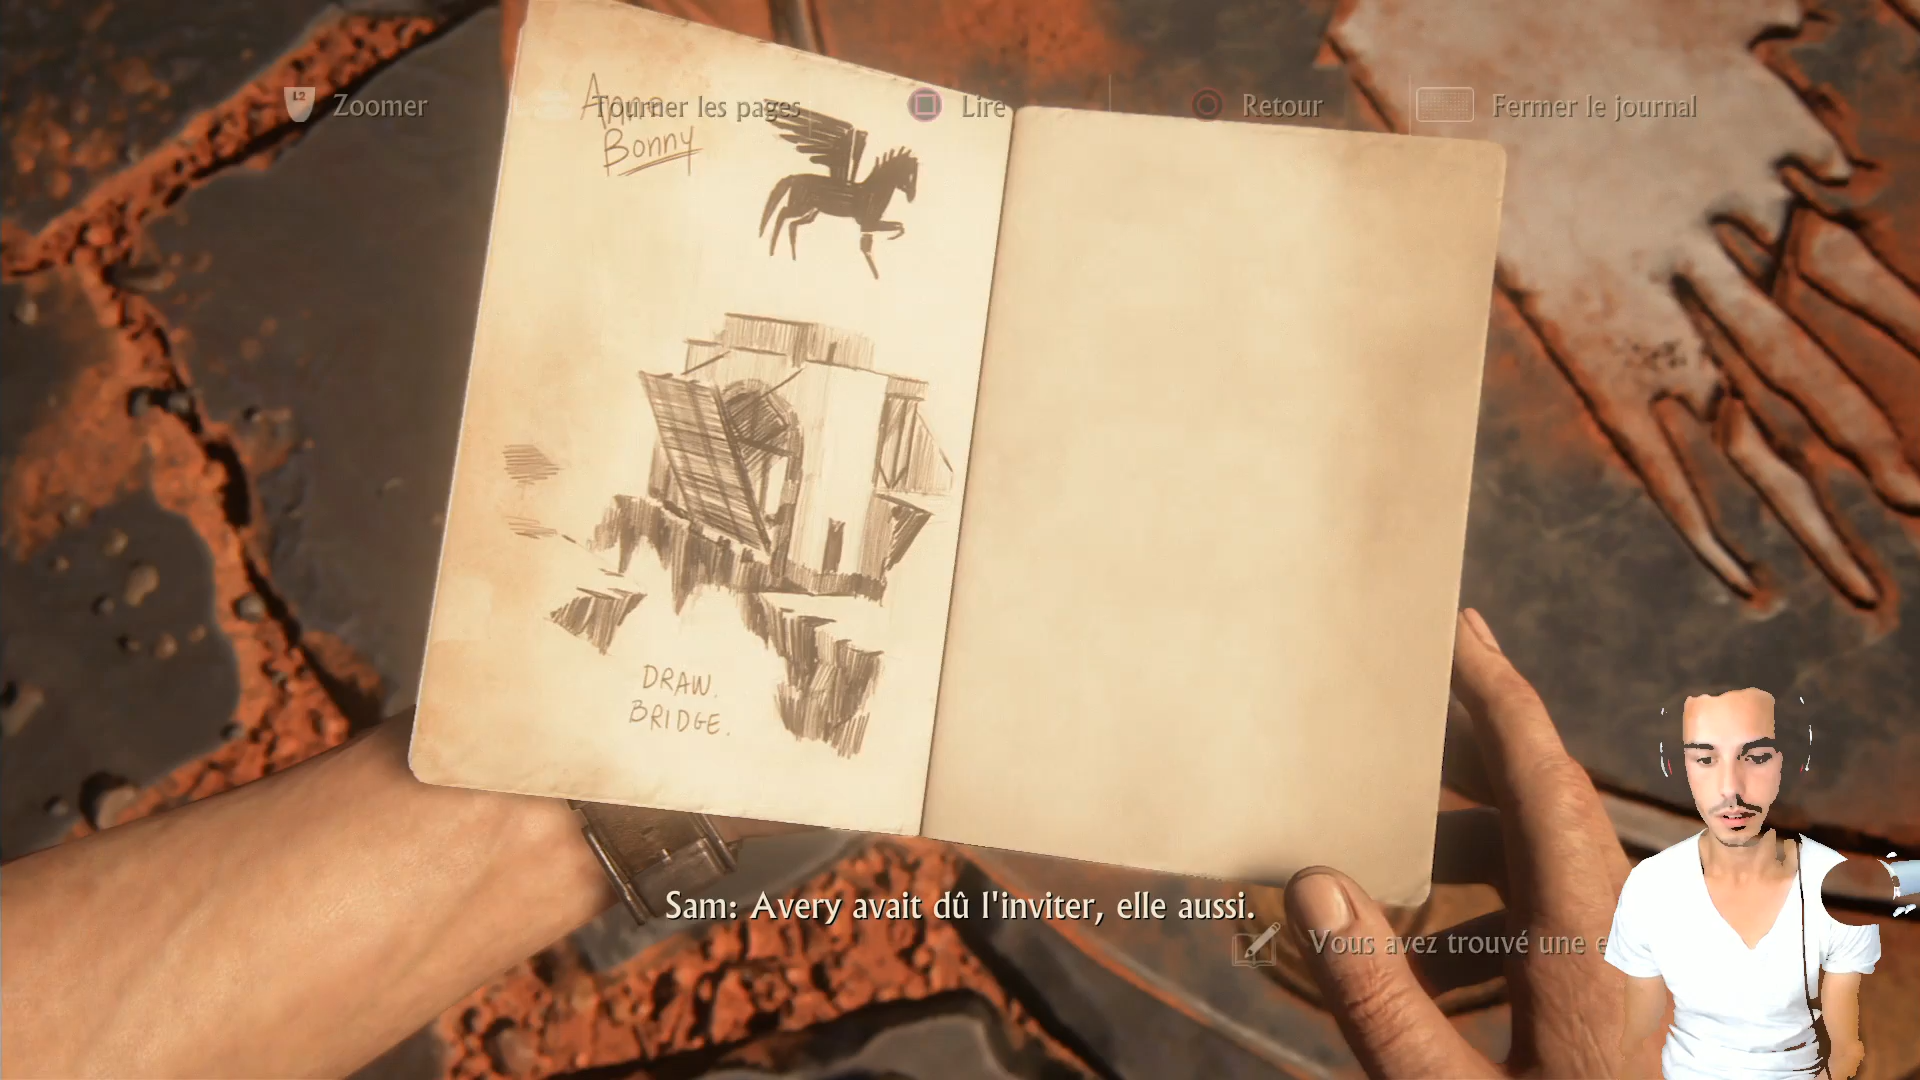 L2
Zoomer
Tourner les pages
Lire
Retour
Fermer le journal
Anne
Bonny
DRAW.
BRIDGE.
Sam: Avery avait dû l'inviter, elle aussi.
Vous avez trouvé une